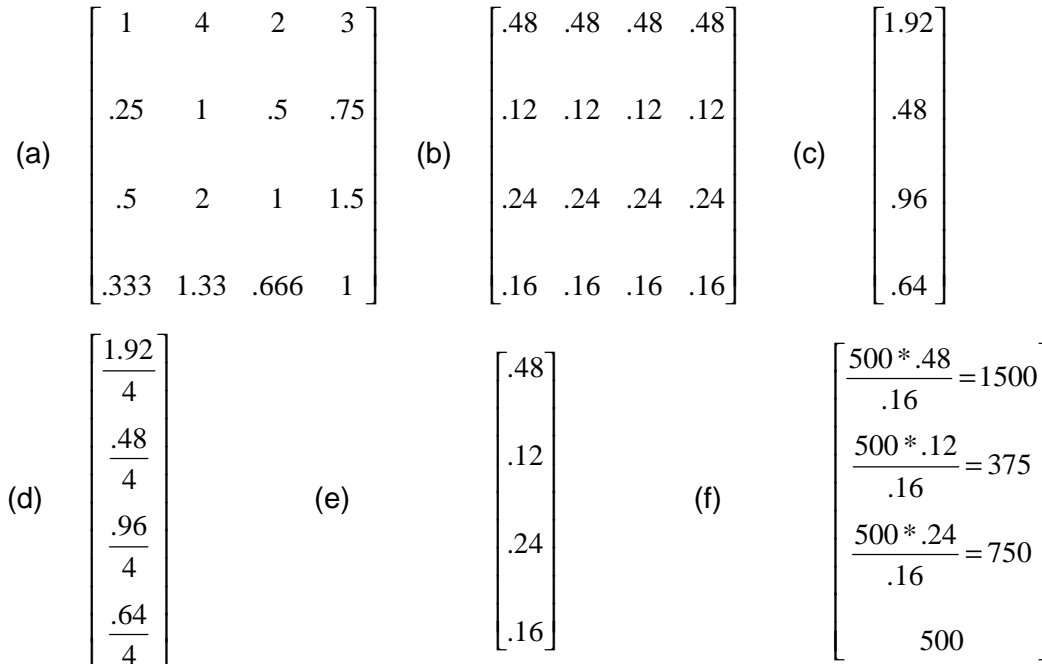 1 4 2 3 .48 .48 .48 .48 1.92
.25 1 .5 .75 .12 .12 .12 .12 .48
(a) (b) (c)
.5 2 1 1.5 .24 .24 .24 .24 .96
.333 1.33 .666 1 .16 .16 .16 .16 .64
1.92/4 .48 500*.48/.16=1500
.48/4 .12 500*.12/.16=375
(d) (e) (f)
.96/4 .24 500*.24/.16=750
.64/4 .16 500